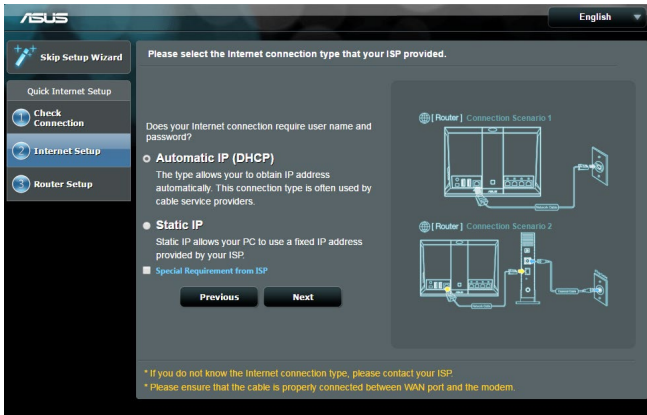 ASUS
English
Skip Setup Wizard
Please select the Internet connection type that your ISP provided.
Quick Internet Setup
1 Check
Connection
2 Internet Setup
3 Router Setup
Does your Internet connection require user name and
password?
Automatic IP (DHCP)
The type allows your to obtain IP address
automatically. This connection type is often used by
cable service providers.
Static IP
Static IP allows your PC to use a fixed IP address
provided by your ISP.
Special Requirement from ISP
Previous
Next
[ Router ] Connection Scenario 1
Network Cable
[ Router ] Connection Scenario 2
* If you do not know the Internet connection type, please contact your ISP.
* Please ensure that the cable is properly connected between WAN port and the modem.